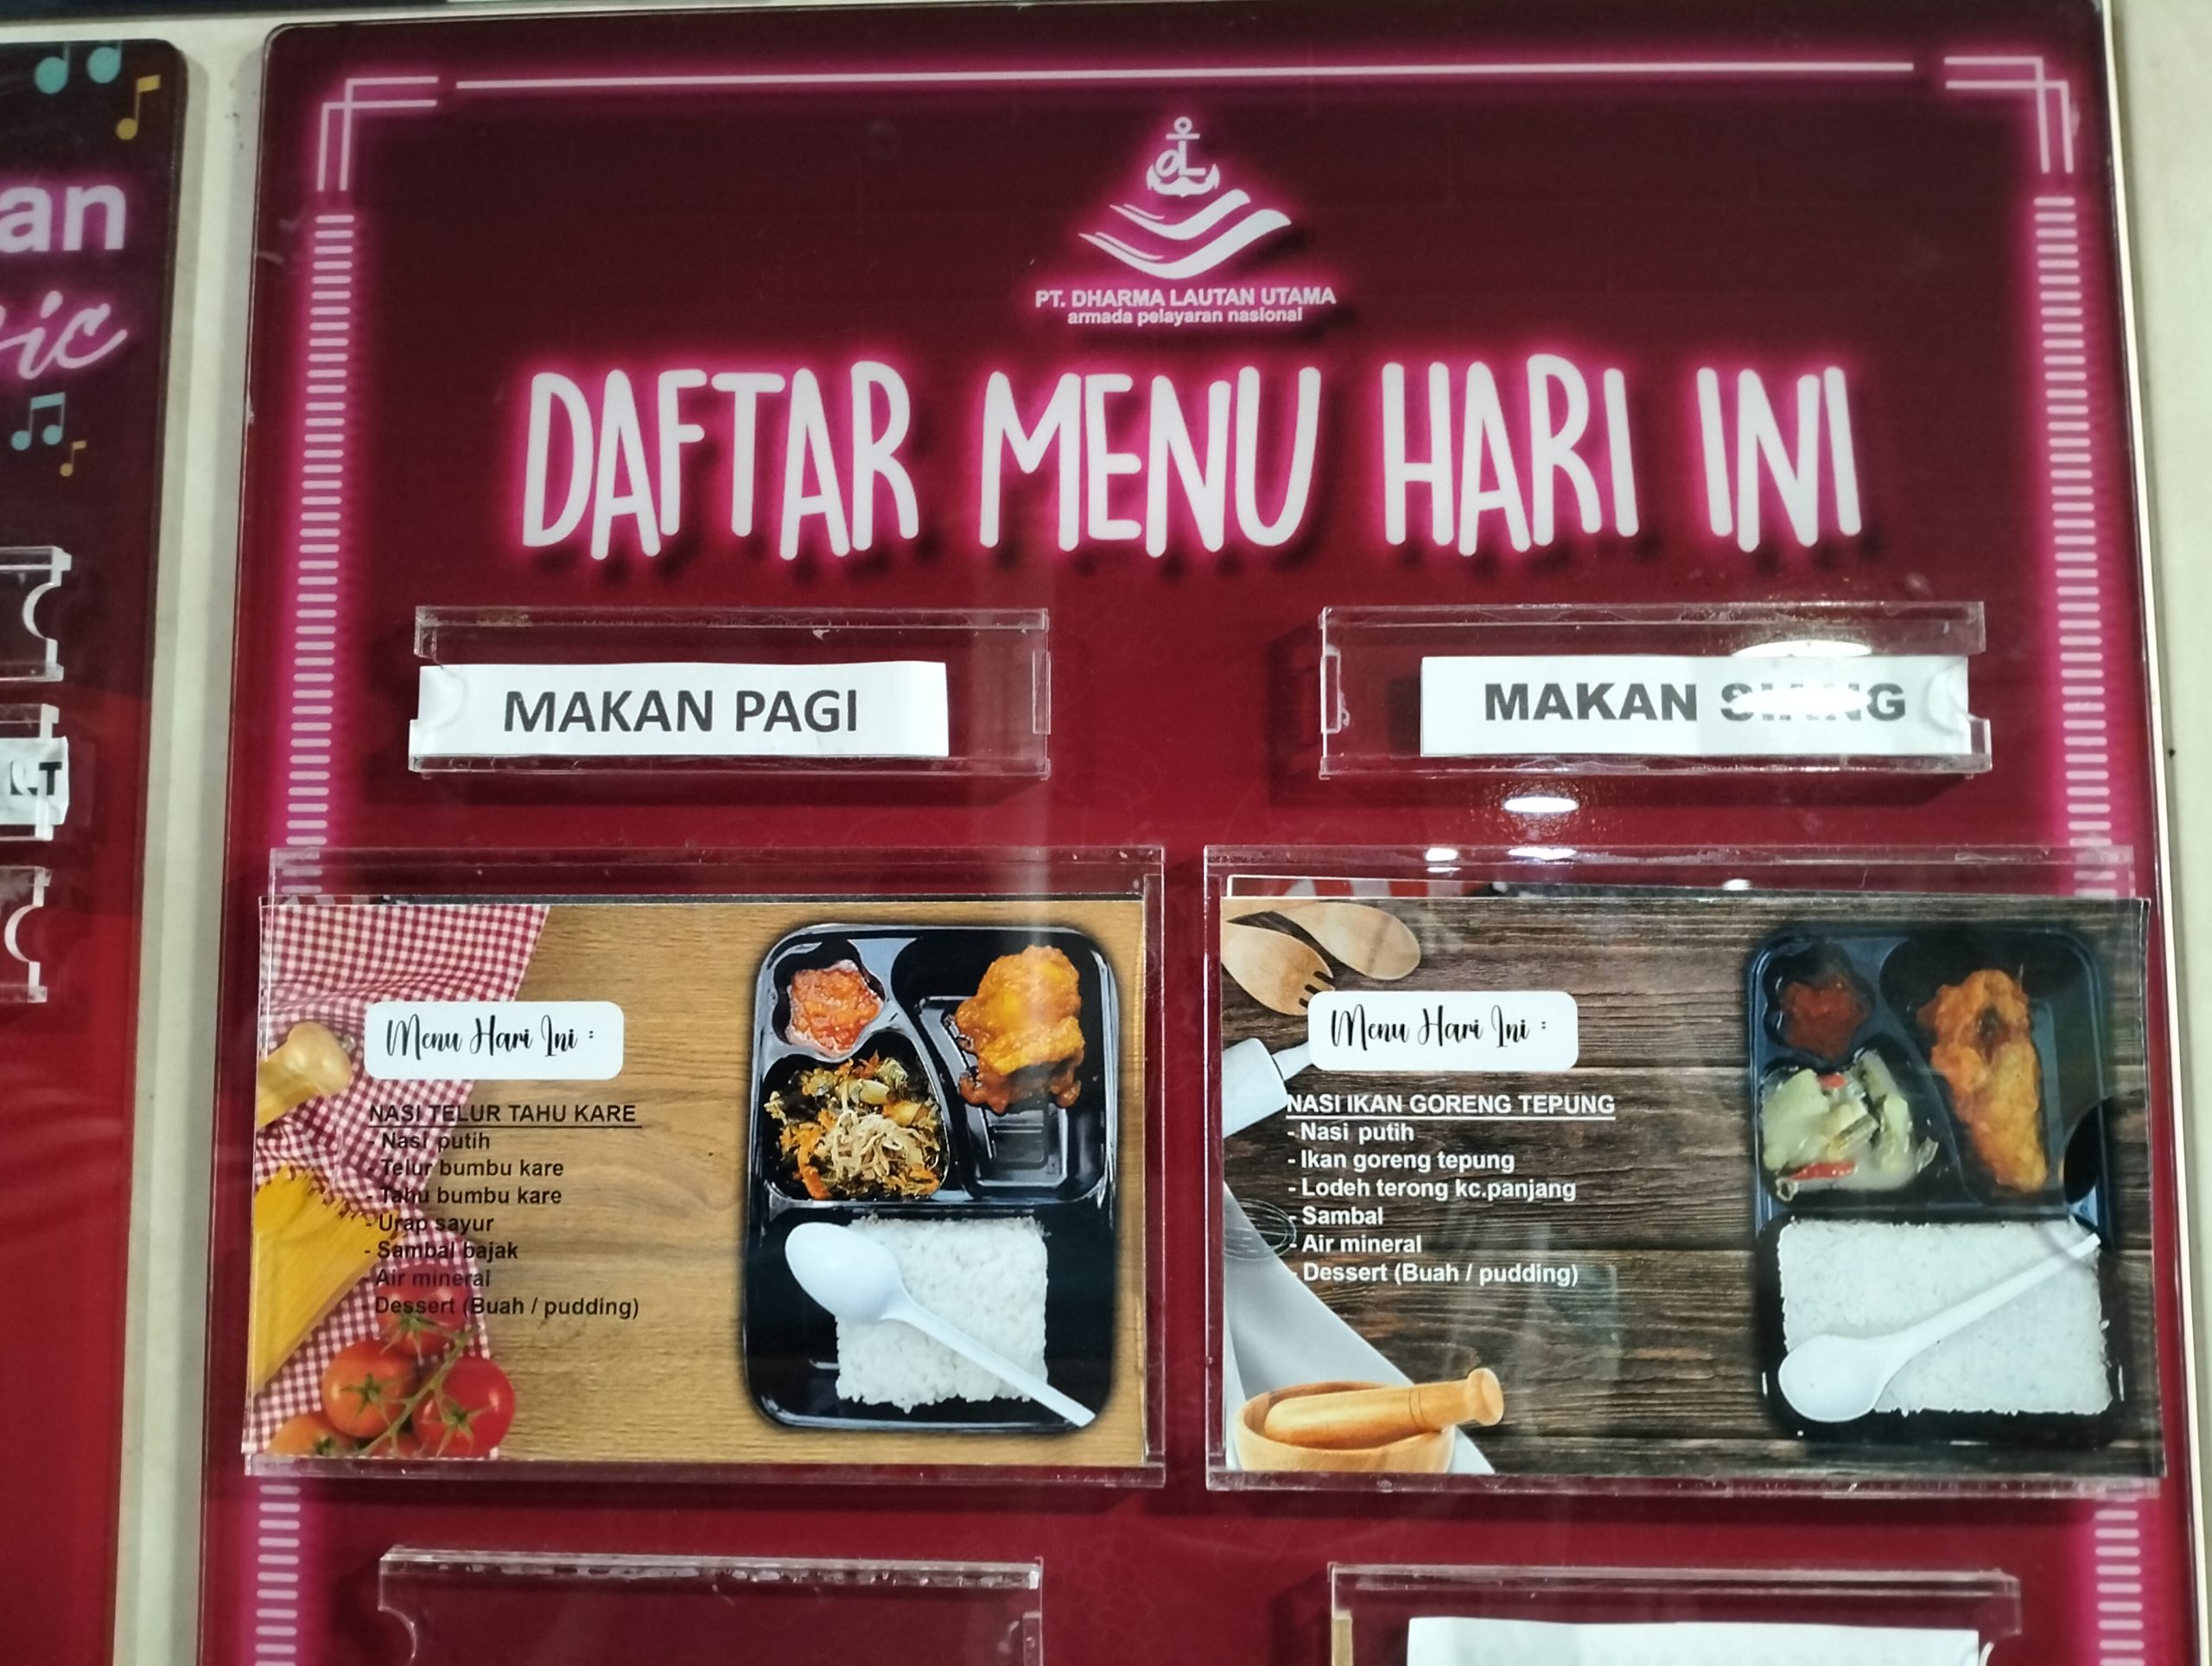 an
ic
PT. DHARMA LAUTAN UTAMA
armada pelayaran nasional
DAFTAR MENU HARI INI
MAKAN PAGI
MAKAN SIANG
Menu Hari Ini :
NASI TELUR TAHU KARE
- Nasi putih
- Telur bumbu kare
- Tahu bumbu kare
- Urap sayur
- Sambal bajak
- Air mineral
Dessert (Buah / pudding)
Menu Hari Ini :
NASI IKAN GORENG TEPUNG
- Nasi putih
- Ikan goreng tepung
- Lodeh terong kc.panjang
- Sambal
- Air mineral
- Dessert (Buah / pudding)